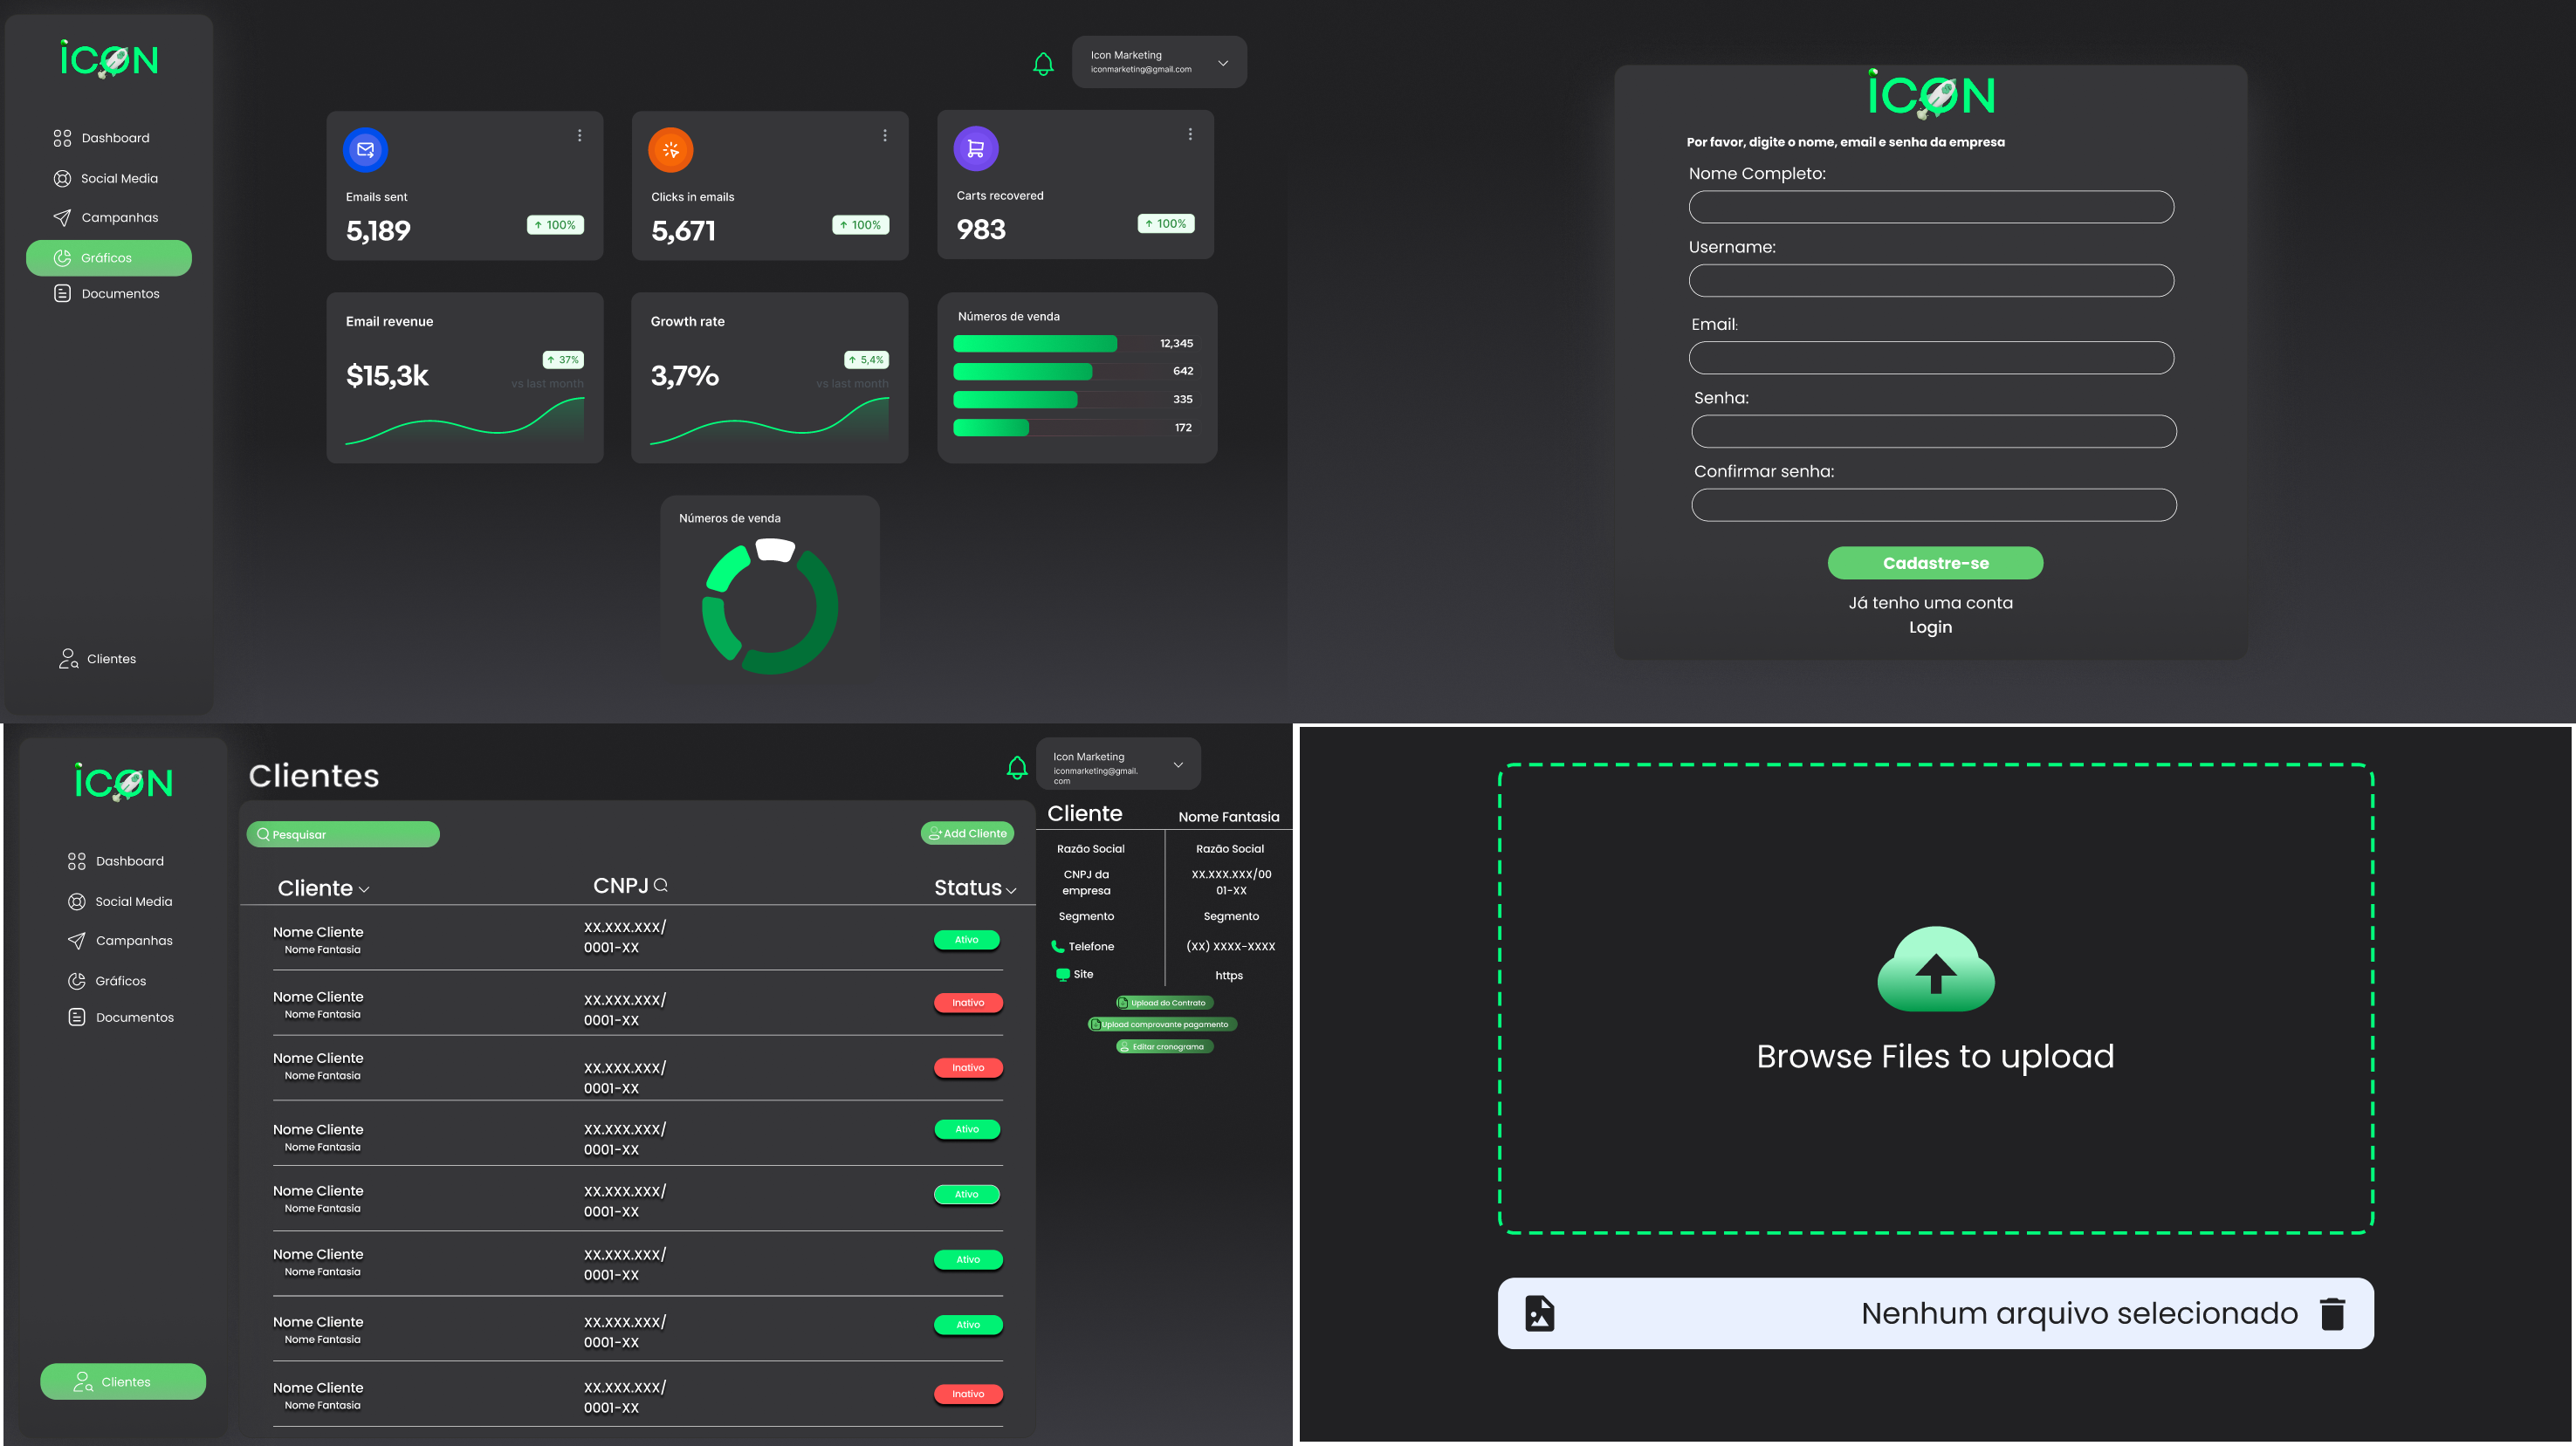 iCON
Dashboard
Social Media
Campanhas
Gráficos
Documentos
Clientes
Icon Marketing
iconmarketing@gmail.com
Emails sent
5,189
100%
Clicks in emails
5,671
100%
Carts recovered
983
100%
Email revenue
37%
$15,3k
vs last month
Growth rate
5,4%
3,7%
vs last month
Números de venda
12,345
642
335
172
Números de venda
iCON
Por favor, digite o nome, email e senha da empresa
Nome Completo:
Username:
Email:
Senha:
Confirmar senha:
Cadastre-se
Já tenho uma conta
Login
iCON
Dashboard
Social Media
Campanhas
Gráficos
Documentos
Clientes
Clientes
Icon Marketing
iconmarketing@gmail.
com
Pesquisar
Add Cliente
Cliente CNPJ Status
Nome Cliente
Nome Fantasia
XX.XXX.XXX/
0001-XX
Ativo
Nome Cliente
Nome Fantasia
XX.XXX.XXX/
0001-XX
Inativo
Nome Cliente
Nome Fantasia
XX.XXX.XXX/
0001-XX
Inativo
Nome Cliente
Nome Fantasia
XX.XXX.XXX/
0001-XX
Ativo
Nome Cliente
Nome Fantasia
XX.XXX.XXX/
0001-XX
Ativo
Nome Cliente
Nome Fantasia
XX.XXX.XXX/
0001-XX
Ativo
Nome Cliente
Nome Fantasia
XX.XXX.XXX/
0001-XX
Ativo
Nome Cliente
Nome Fantasia
XX.XXX.XXX/
0001-XX
Inativo
Cliente
Nome Fantasia
Razão Social
Razão Social
CNPJ da
empresa
XX.XXX.XXX/00
01-XX
Segmento
Segmento
Telefone
(XX) XXXX-XXXX
Site
https
Upload do Contrato
Upload comprovante pagamento
Editar cronograma
Browse Files to upload
Nenhum arquivo selecionado